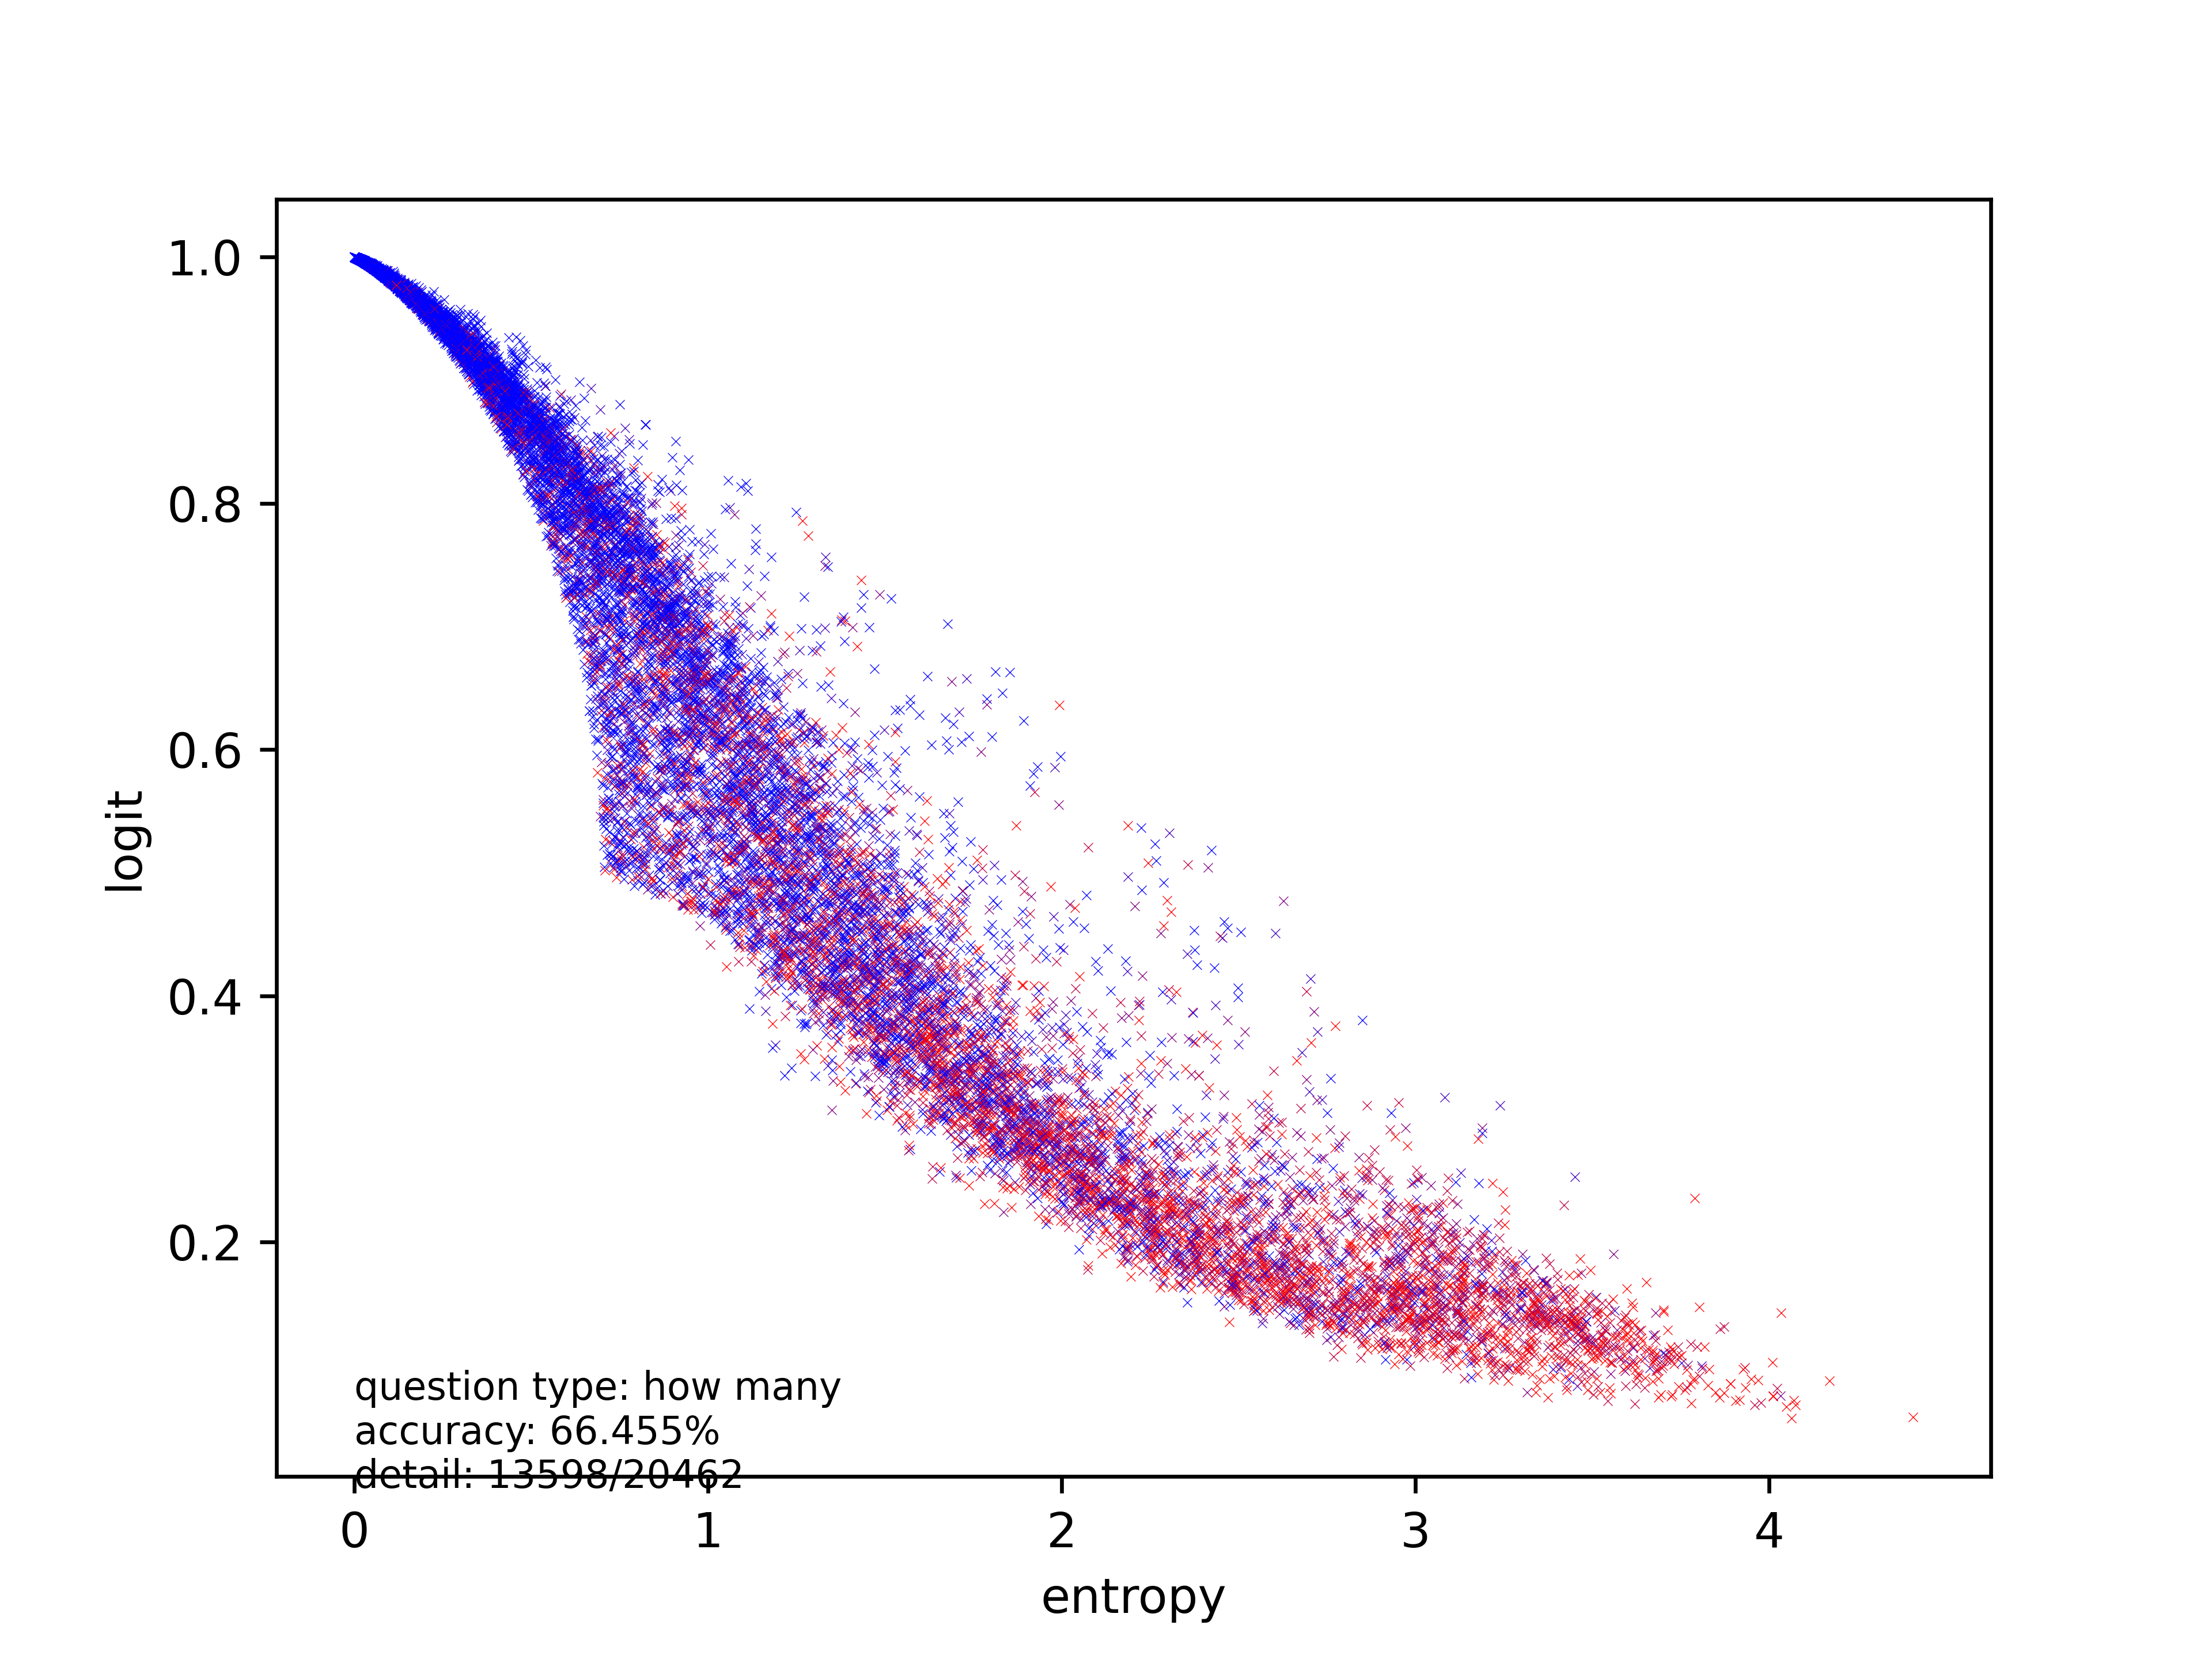 1.0
0.8
0.6
0.4
0.2
logit
question type: how many
accuracy: 66.455%
detail: 13598/20462
0 1 2 3 4
entropy